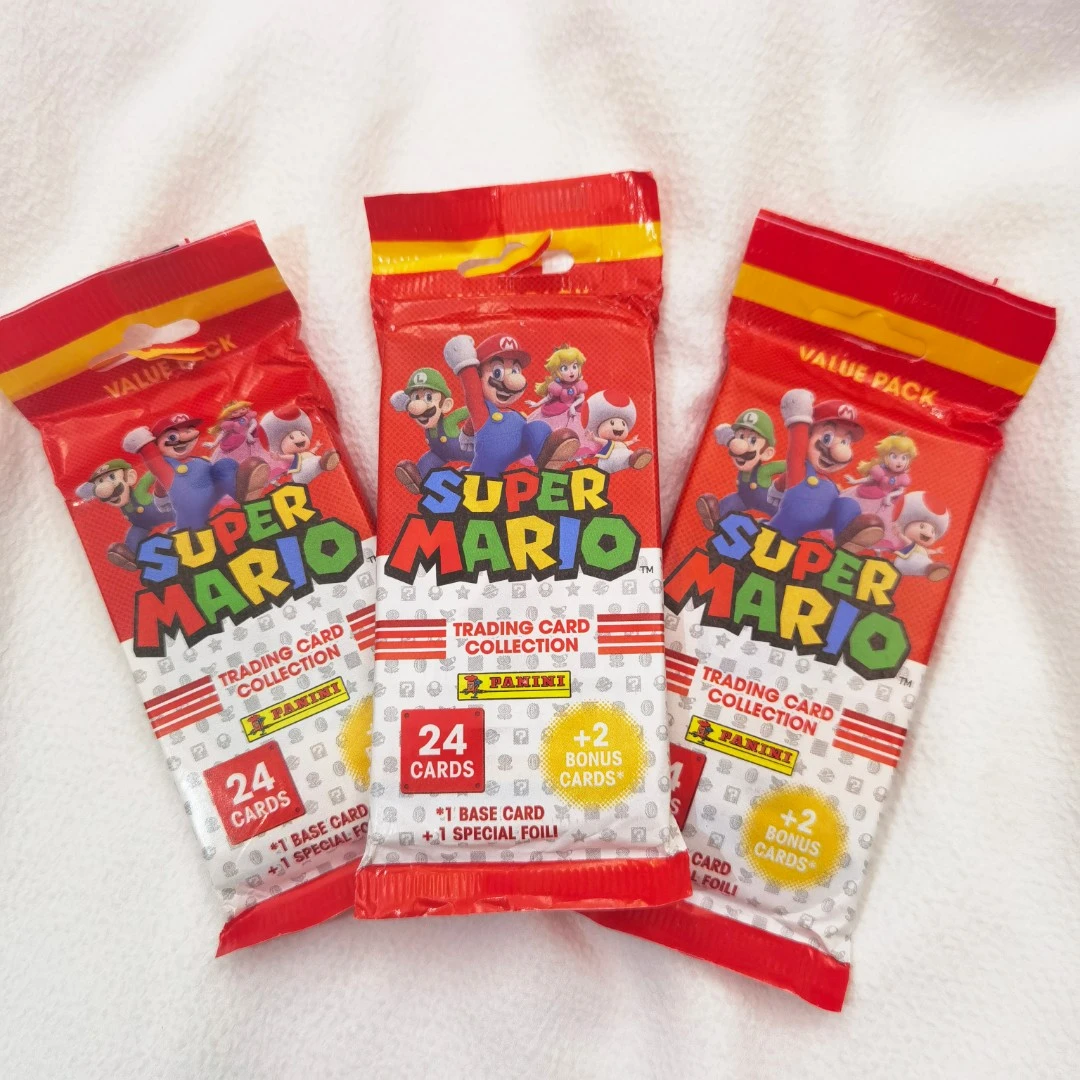 VALUE PACK
SUPER
MARIO
TRADING CARD
COLLECTION
PANINI
24
CARDS
*1 BASE CARD
+ 1 SPECIAL FOI
SUPER
MARIO
TM
TRADING CARD
COLLECTION
PANINI
24
CARDS
+2
BONUS
CARDS*
*1 BASE CARD
+ 1 SPECIAL FOIL!
VALUE PACK
SUPER
MARIO
TM
TRADING CARD
COLLECTION
PANINI
4
+2
BONUS
CARDS*
CARD
FOIL!